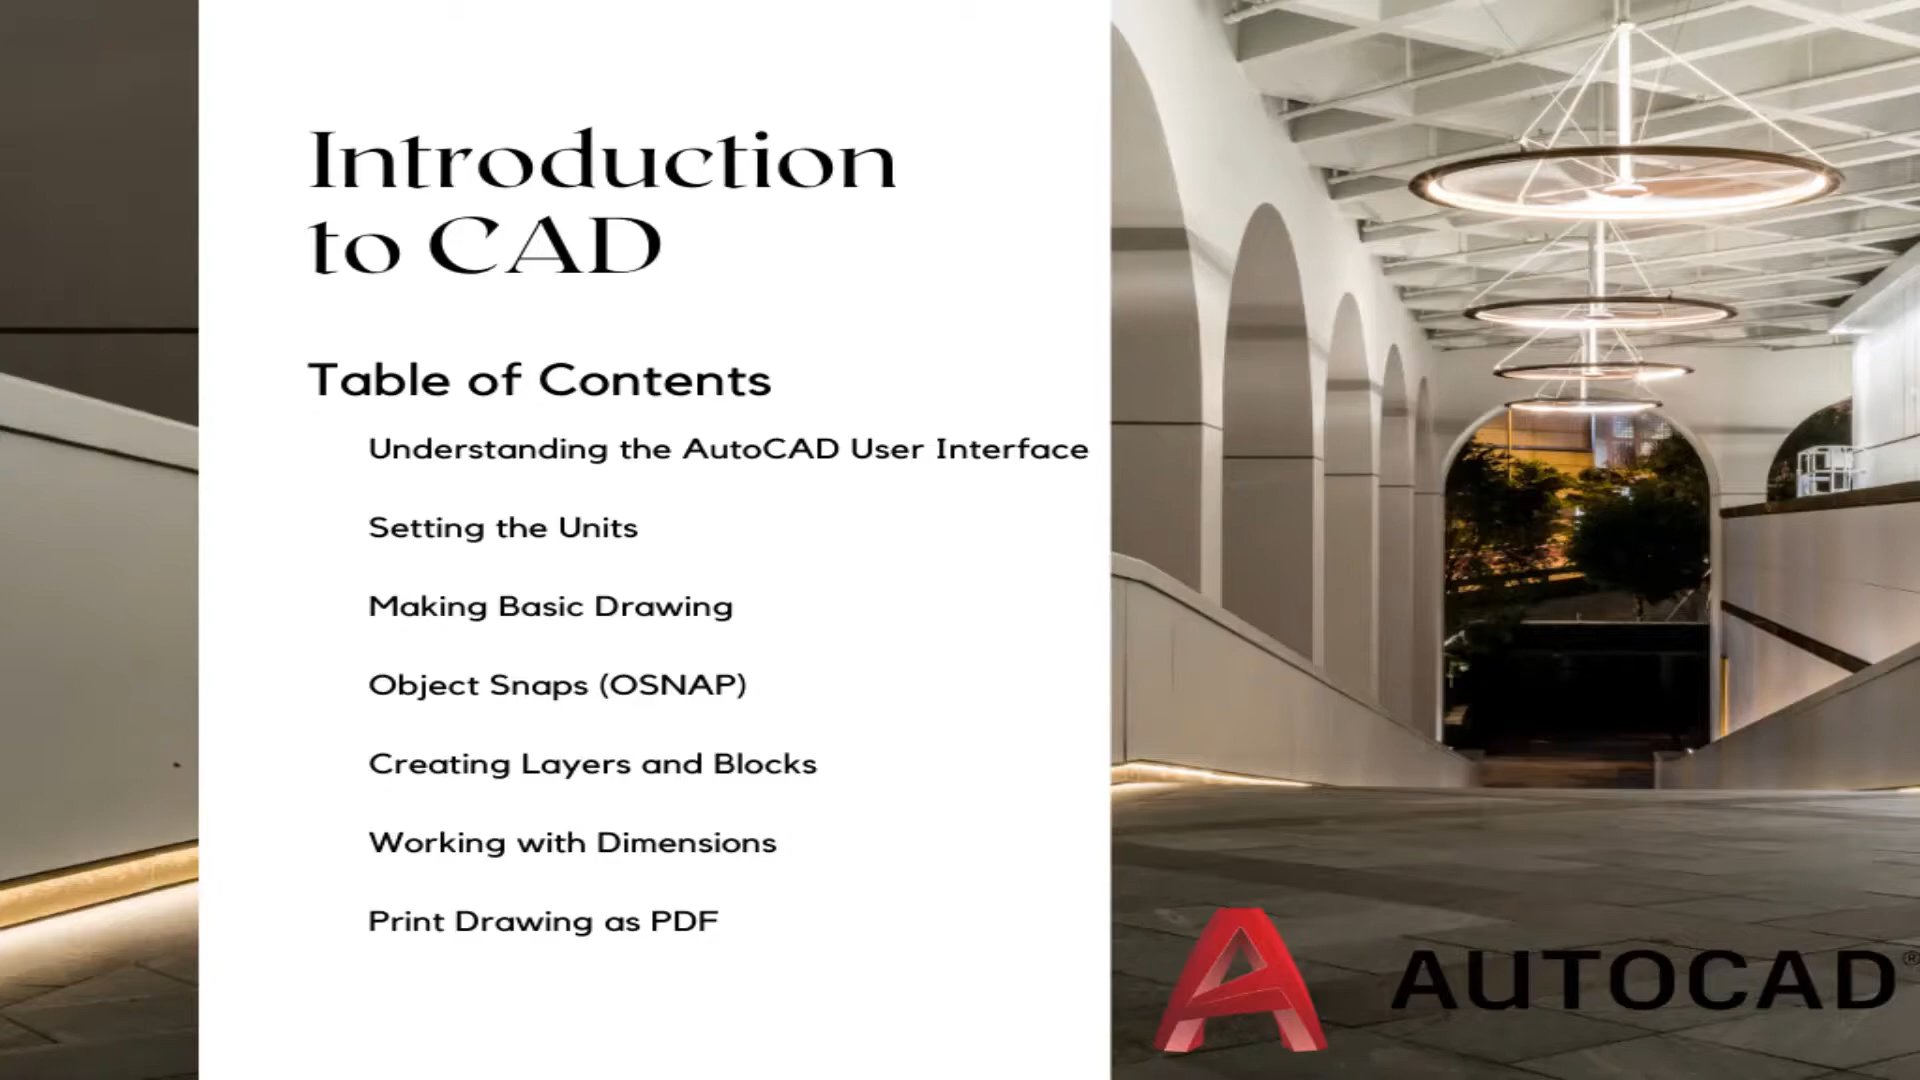 Introduction
to CAD
Table of Contents
Understanding the AutoCAD User Interface
Setting the Units
Making Basic Drawing
Object Snaps (OSNAP)
Creating Layers and Blocks
Working with Dimensions
Print Drawing as PDF
AUTOCAD®